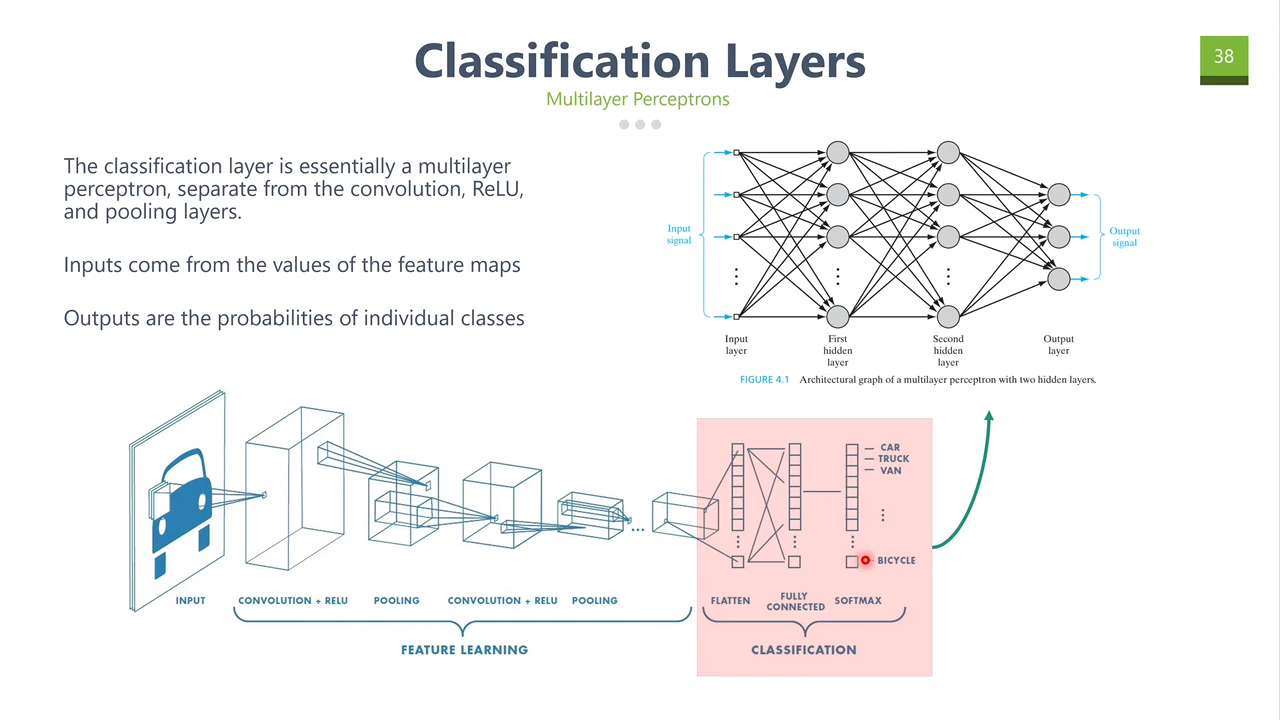 Classification Layers
38
Multilayer Perceptrons
The classification layer is essentially a multilayer
perceptron, separate from the convolution, ReLU,
and pooling layers.
Inputs come from the values of the feature maps
Outputs are the probabilities of individual classes
Input
signal
Output
signal
Input
layer
First
hidden
layer
Second
hidden
layer
Output
layer
FIGURE 4.1 Architectural graph of a multilayer perceptron with two hidden layers.
CAR
TRUCK
VAN
BICYCLE
INPUT
CONVOLUTION + RELU
POOLING
CONVOLUTION + RELU
POOLING
FLATTEN
FULLY
CONNECTED
SOFTMAX
FEATURE LEARNING
CLASSIFICATION